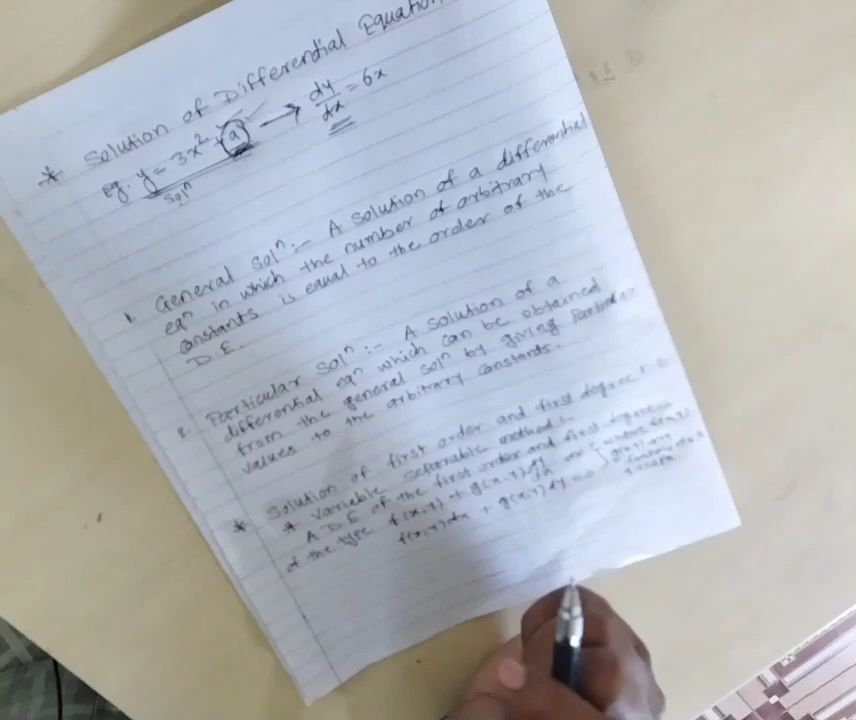 * Solution of Differential Equation
eg. y = 3x² + a → dy/dx = 6x
solⁿ
1. General solⁿ :- A solution of a differential
eqⁿ in which the number of arbitrary
constants is equal to the order of the
D.E.
2. Particular solⁿ :- A solution of a
differential eqⁿ which can be obtained
from the general solⁿ by giving particular
values to the arbitrary constants.
* Solution of first order and first degree
* Variable seperable method :-
A D.E of the first order and first degree is
of the type f(x,y) + g(x,y) dy/dx = 0
f(x,y)dx + g(x,y)dy = 0